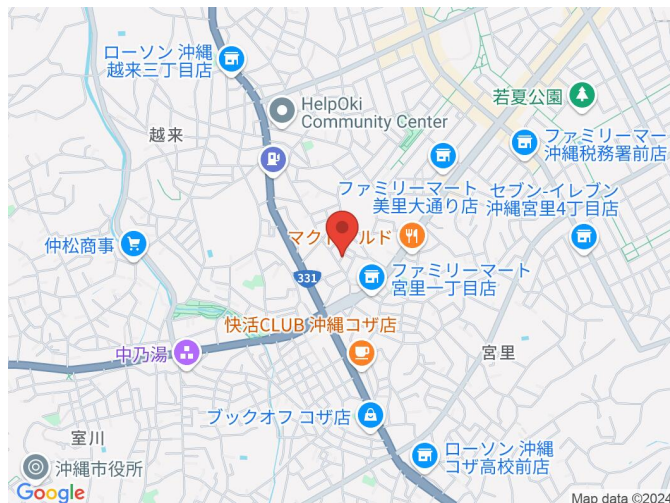 ローソン 沖縄
越来三丁目店
HelpOki
Community Center
若夏公園
越来
ファミリーマート
沖縄税務署前店
ファミリーマート
美里大通り店
セブン-イレブン
沖縄宮里4丁目店
仲松商事
マクドナルド
331
ファミリーマート
宮里一丁目店
快活CLUB 沖縄コザ店
中乃湯
宮里
ブックオフ コザ店
室川
ローソン 沖縄
コザ高校前店
沖縄市役所
Google
Map data ©2024